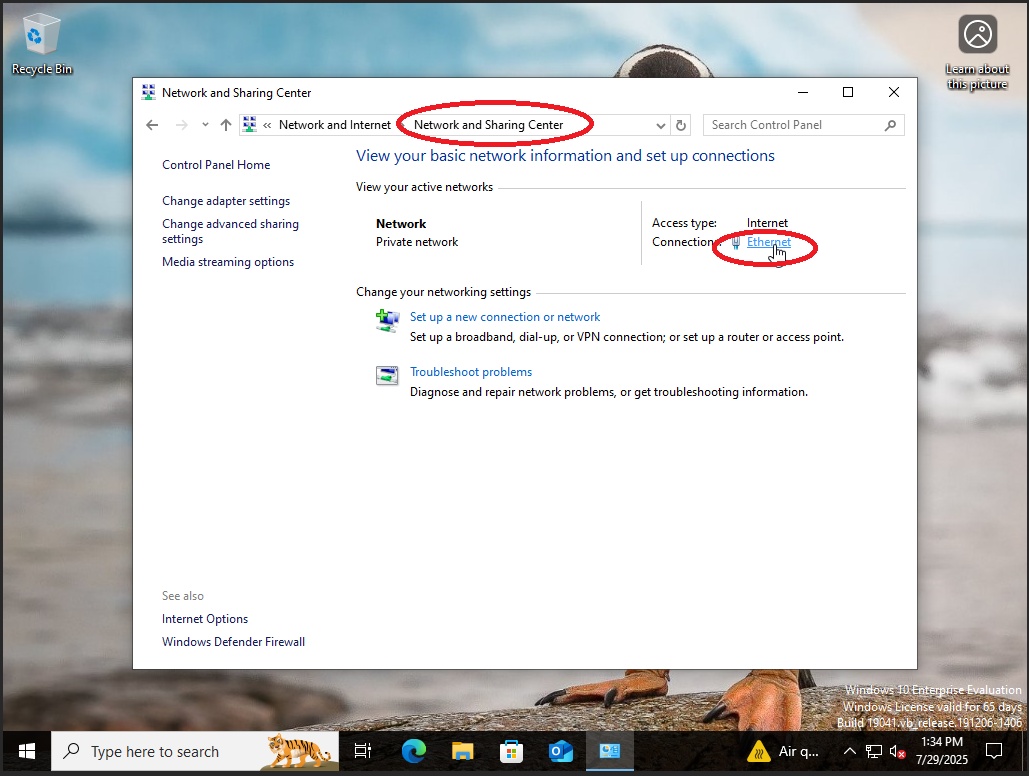 Recycle Bin
Learn about
this picture
Network and Sharing Center
« Network and Internet Network and Sharing Center
Search Control Panel
Control Panel Home
Change adapter settings
Change advanced sharing
settings
Media streaming options
View your basic network information and set up connections
View your active networks
Network
Private network
Access type: Internet
Connections: Ethernet
Change your networking settings
Set up a new connection or network
Set up a broadband, dial-up, or VPN connection; or set up a router or access point.
Troubleshoot problems
Diagnose and repair network problems, or get troubleshooting information.
See also
Internet Options
Windows Defender Firewall
Windows 10 Enterprise Evaluation
Windows License valid for 65 days
Build 19041.vb_release.191206-1406
Type here to search
Air q...
1:34 PM
7/29/2025